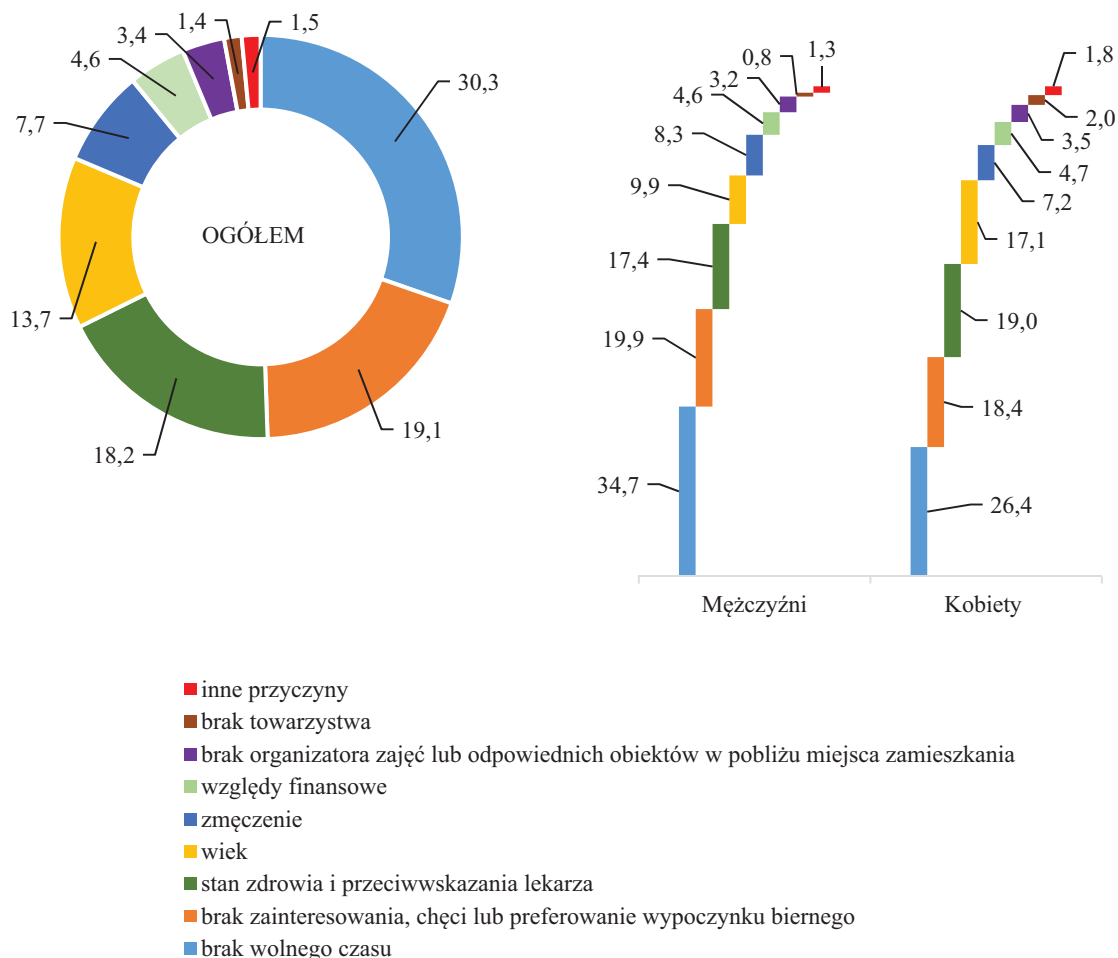 1,4
1,5
3,4
4,6
30,3
7,7
OGÓŁEM
13,7
19,1
18,2
1,3
0,8
3,2
4,6
8,3
9,9
17,4
19,9
34,7
Mężczyźni
1,8
2,0
3,5
4,7
7,2
17,1
19,0
18,4
26,4
Kobiety
inne przyczyny
brak towarzystwa
brak organizatora zajęć lub odpowiednich obiektów w pobliżu miejsca zamieszkania
względy finansowe
zmęczenie
wiek
stan zdrowia i przeciwwskazania lekarza
brak zainteresowania, chęci lub preferowanie wypoczynku biernego
brak wolnego czasu